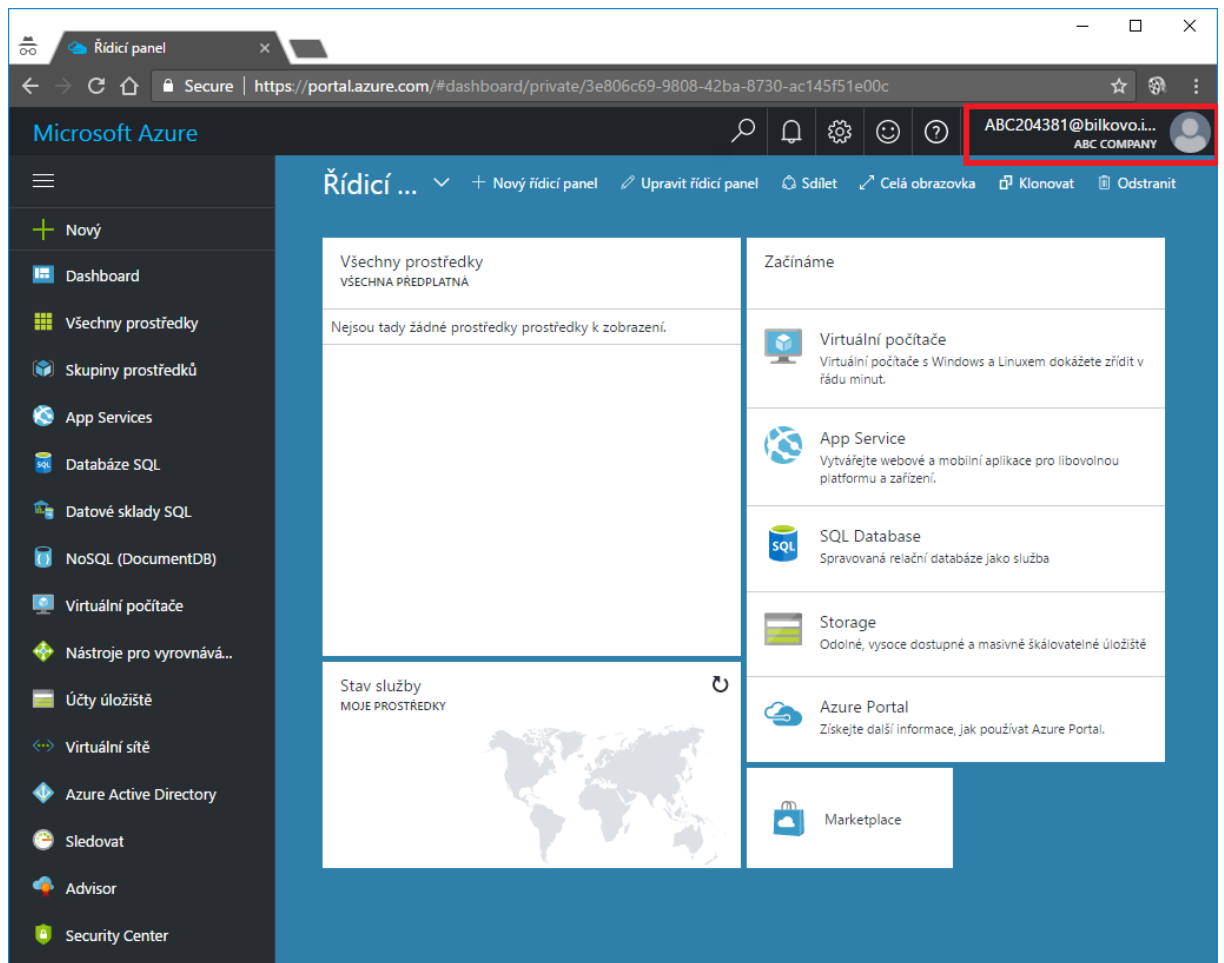 Řídicí panel
Secure | https://portal.azure.com/#dashboard/private/3e806c69-9808-42ba-8730-ac145f51e00c
Microsoft Azure
ABC204381@bilkovo.i...
ABC COMPANY
Řídicí ...
Nový řídicí panel
Upravit řídicí panel
Sdílet
Celá obrazovka
Klonovat
Odstranit
Nový
Dashboard
Všechny prostředky
Skupiny prostředků
App Services
Databáze SQL
Datové sklady SQL
NoSQL (DocumentDB)
Virtuální počítače
Nástroje pro vyrovnává...
Účty úložiště
Virtuální sítě
Azure Active Directory
Sledovat
Advisor
Security Center
Všechny prostředky
VŠECHNA PŘEDPLATNÁ
Nejsou tady žádné prostředky prostředky k zobrazení.
Stav služby
MOJE PROSTŘEDKY
Začínáme
Virtuální počítače
Virtuální počítače s Windows a Linuxem dokážete zřídit v
řádu minut.
App Service
Vytvářejte webové a mobilní aplikace pro libovolnou
platformu a zařízení.
SQL
SQL Database
Spravovaná relační databáze jako služba
Storage
Odolné, vysoce dostupné a masivně škálovatelné úložiště
Azure Portal
Získejte další informace, jak používat Azure Portal.
Marketplace